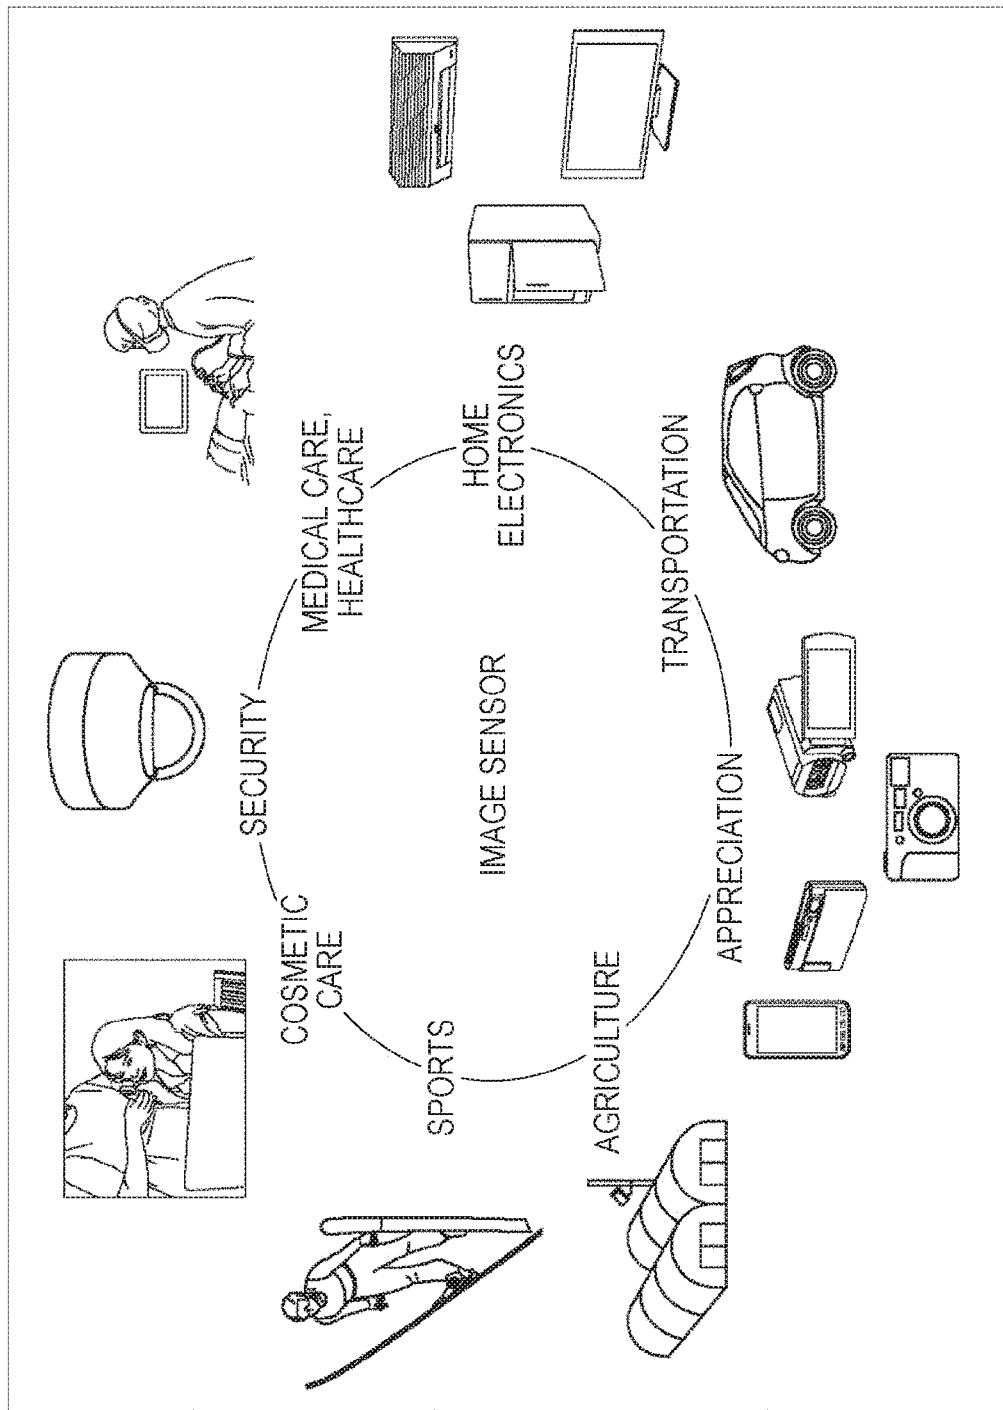 SECURITY
MEDICAL CARE,
HEALTHCARE
HOME
ELECTRONICS
TRANSPORTATION
APPRECIATION
AGRICULTURE
SPORTS
COSMETIC
CARE
IMAGE SENSOR